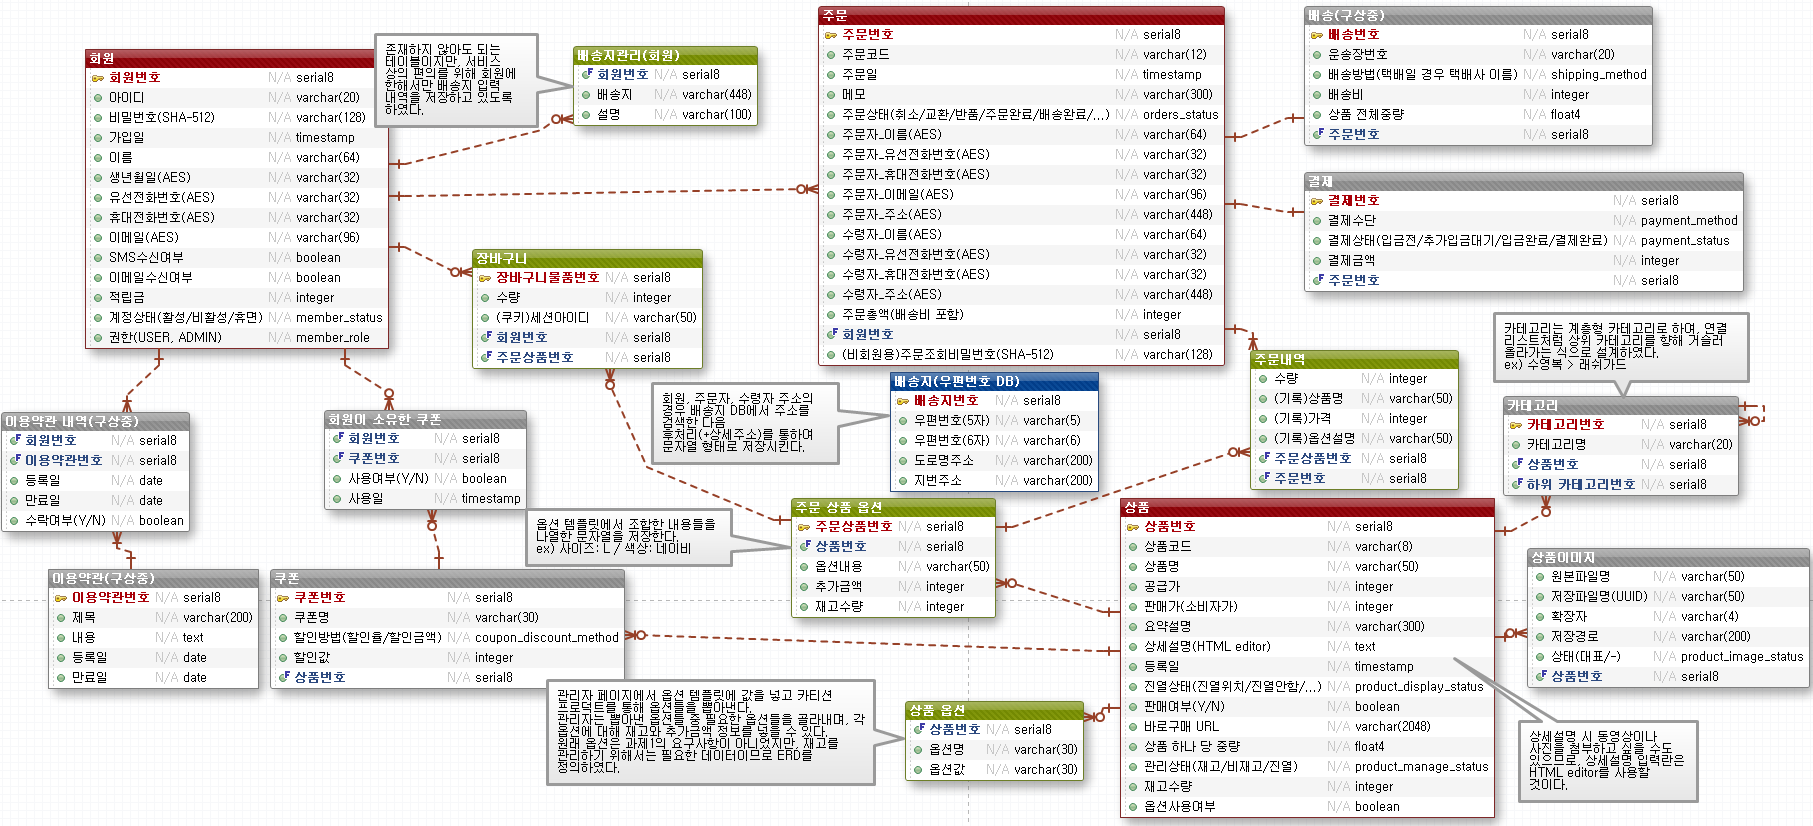 회원
회원번호 N/A serial8
아이디 N/A varchar(20)
비밀번호(SHA-512) N/A varchar(128)
가입일 N/A timestamp
이름 N/A varchar(64)
생년월일(AES) N/A varchar(32)
유선전화번호(AES) N/A varchar(32)
휴대전화번호(AES) N/A varchar(32)
이메일(AES) N/A varchar(96)
SMS수신여부 N/A boolean
이메일수신여부 N/A boolean
적립금 N/A integer
계정상태(활성/비활성/휴면) N/A member_status
권한(USER, ADMIN) N/A member_role
존재하지 않아도 되는
테이블이지만, 서비스
상의 편의를 위해 회원에
한해서만 배송지 입력
내역을 저장하고 있도록
하였다.
배송지관리(회원)
회원번호 N/A serial8
배송지 N/A varchar(448)
설명 N/A varchar(100)
주문
주문번호 N/A serial8
주문코드 N/A varchar(12)
주문일 N/A timestamp
메모 N/A varchar(300)
주문상태(취소/교환/반품/주문완료/배송완료/...) N/A orders_status
주문자_이름(AES) N/A varchar(64)
주문자_유선전화번호(AES) N/A varchar(32)
주문자_휴대전화번호(AES) N/A varchar(32)
주문자_이메일(AES) N/A varchar(96)
주문자_주소(AES) N/A varchar(448)
수령자_이름(AES) N/A varchar(64)
수령자_유선전화번호(AES) N/A varchar(32)
수령자_휴대전화번호(AES) N/A varchar(32)
수령자_주소(AES) N/A varchar(448)
주문총액(배송비 포함) N/A integer
회원번호 N/A serial8
(비회원용)주문조회비밀번호(SHA-512) N/A varchar(128)
배송(구상중)
배송번호 N/A serial8
운송장번호 N/A varchar(20)
배송방법(택배일 경우 택배사 이름) N/A shipping_method
배송비 N/A integer
상품 전체중량 N/A float4
주문번호 N/A serial8
결제
결제번호 N/A serial8
결제수단 N/A payment_method
결제상태(입금전/추가입금대기/입금완료/결제완료) N/A payment_status
결제금액 N/A integer
주문번호 N/A serial8
장바구니
장바구니물품번호 N/A serial8
수량 N/A integer
(쿠키)세션아이디 N/A varchar(50)
회원번호 N/A serial8
주문상품번호 N/A serial8
카테고리는 계층형 카테고리로 하며, 연결
리스트처럼 상위 카테고리를 향해 거슬러
올라가는 식으로 설계하였다.
ex) 수영복 > 래쉬가드
주문내역
수량 N/A integer
(기록)상품명 N/A varchar(50)
(기록)가격 N/A integer
(기록)옵션설명 N/A varchar(50)
주문상품번호 N/A serial8
주문번호 N/A serial8
배송지(우편번호 DB)
배송지번호 N/A serial8
우편번호(5자) N/A varchar(5)
우편번호(6자) N/A varchar(6)
도로명주소 N/A varchar(200)
지번주소 N/A varchar(200)
회원, 주문자, 수령자 주소의
경우 배송지 DB에서 주소를
검색한 다음
후처리(+상세주소)를 통하여
문자열 형태로 저장시킨다.
카테고리
카테고리번호 N/A serial8
카테고리명 N/A varchar(20)
상품번호 N/A serial8
하위 카테고리번호 N/A serial8
이용약관 내역(구상중)
회원번호 N/A serial8
이용약관번호 N/A serial8
등록일 N/A date
만료일 N/A date
수락여부(Y/N) N/A boolean
회원이 소유한 쿠폰
회원번호 N/A serial8
쿠폰번호 N/A serial8
사용여부(Y/N) N/A boolean
사용일 N/A timestamp
옵션 템플릿에서 조합한 내용들을
나열한 문자열을 저장한다.
ex) 사이즈: L / 색상: 네이비
주문 상품 옵션
주문상품번호 N/A serial8
상품번호 N/A serial8
옵션내용 N/A varchar(50)
추가금액 N/A integer
재고수량 N/A integer
상품
상품번호 N/A serial8
상품코드 N/A varchar(8)
상품명 N/A varchar(50)
공급가 N/A integer
판매가(소비자가) N/A integer
요약설명 N/A varchar(300)
상세설명(HTML editor) N/A text
등록일 N/A timestamp
진열상태(진열위치/진열안함/...) N/A product_display_status
판매여부(Y/N) N/A boolean
바로구매 URL N/A varchar(2048)
상품 하나 당 중량 N/A float4
관리상태(재고/비재고/진열) N/A product_manage_status
재고수량 N/A integer
옵션사용여부 N/A boolean
상품이미지
원본파일명 N/A varchar(50)
저장파일명(UUID) N/A varchar(50)
확장자 N/A varchar(4)
저장경로 N/A varchar(200)
상태(대표/-) N/A product_image_status
상품번호 N/A serial8
이용약관(구상중)
이용약관번호 N/A serial8
제목 N/A varchar(200)
내용 N/A text
등록일 N/A date
만료일 N/A date
쿠폰
쿠폰번호 N/A serial8
쿠폰명 N/A varchar(30)
할인방법(할인율/할인금액) N/A coupon_discount_method
할인값 N/A integer
상품번호 N/A serial8
관리자 페이지에서 옵션 템플릿에 값을 넣고 카티션
프로덕트를 통해 옵션들을 뽑아낸다.
관리자는 뽑아낸 옵션들 중 필요한 옵션들을 골라내며, 각
옵션에 대해 재고와 추가금액 정보를 넣을 수 있다.
원래 옵션은 과제1의 요구사항이 아니었지만, 재고를
관리하기 위해서는 필요한 데이터이므로 ERD를
정의하였다.
상품 옵션
상품번호 N/A serial8
옵션명 N/A varchar(30)
옵션값 N/A varchar(30)
상세설명 시 동영상이나
사진을 첨부하고 싶을 수도
있으므로, 상세설명 입력란은
HTML editor를 사용할
것이다.